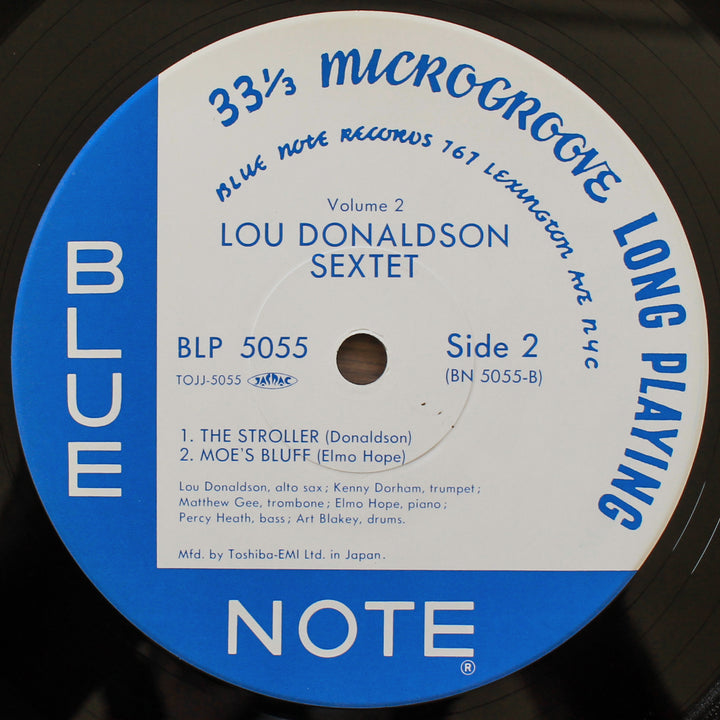 33⅓ MICROGROOVE LONG PLAYING
BLUE NOTE RECORDS 767 LEXINGTON AVE NYC
Volume 2
LOU DONALDSON
SEXTET
BLP 5055
Side 2
TOJJ-5055 JASRAC
(BN 5055-B)
1. THE STROLLER (Donaldson)
2. MOE'S BLUFF (Elmo Hope)
Lou Donaldson, alto sax; Kenny Dorham, trumpet;
Matthew Gee, trombone; Elmo Hope, piano;
Percy Heath, bass; Art Blakey, drums.
Mfd. by Toshiba-EMI Ltd. in Japan.
BLUE
NOTE®